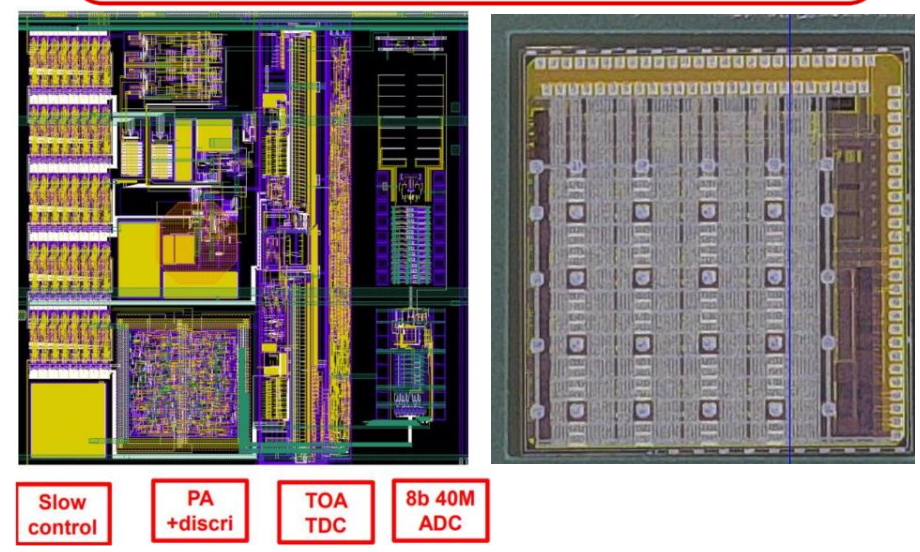 Slow
control
PA
+discri
TOA
TDC
8b 40M
ADC